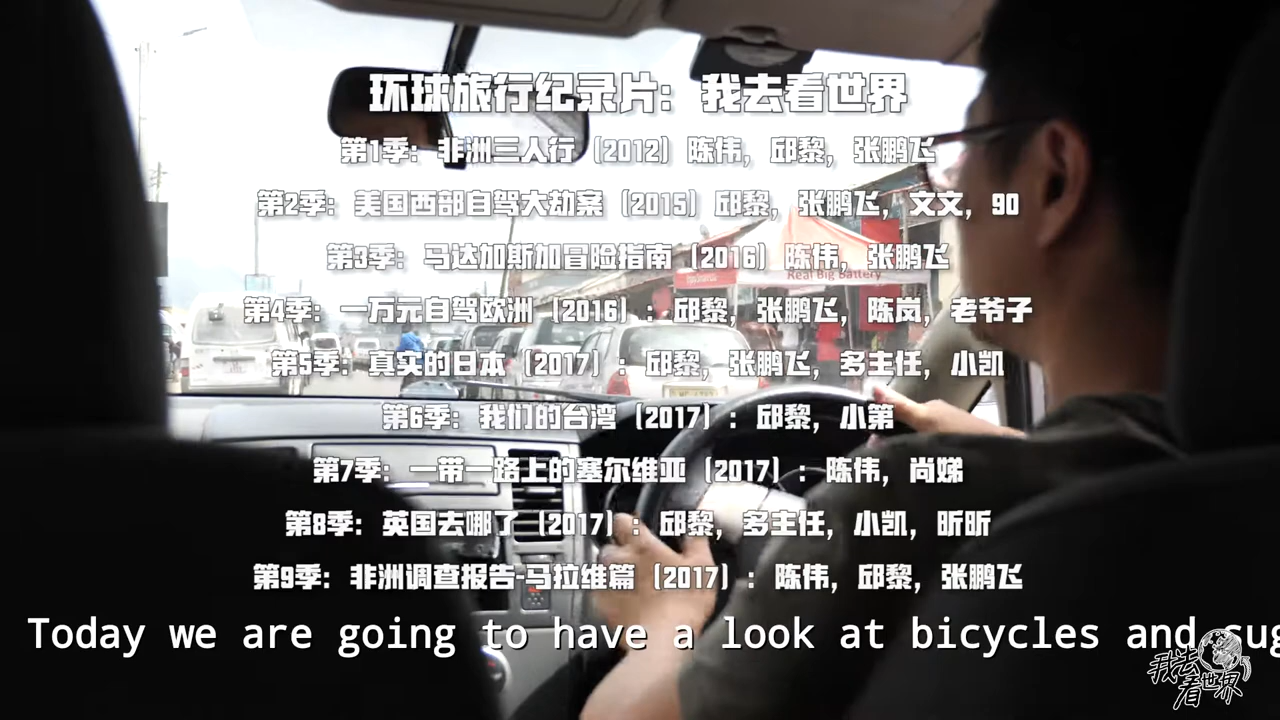 环球旅行纪录片：我去看世界
第1季：非洲三人行（2012）陈伟，邱黎，张鹏飞
第2季：美国西部自驾大劫案（2015）邱黎，张鹏飞，文文，90
第3季：马达加斯加冒险指南（2016）陈伟，张鹏飞
Real Big Battery
第4季：一万元自驾欧洲（2016）：邱黎，张鹏飞，陈岚，老爷子
第5季：真实的日本（2017）：邱黎，张鹏飞，多主任，小凯
第6季：我们的台湾（2017）：邱黎，小第
第7季：一带一路上的塞尔维亚（2017）：陈伟，尚娣
第8季：英国去哪了（2017）：邱黎，多主任，小凯，昕昕
第9季：非洲调查报告-马拉维篇（2017）：陈伟，邱黎，张鹏飞
Today we are going to have a look at bicycles and sug
我去看世界